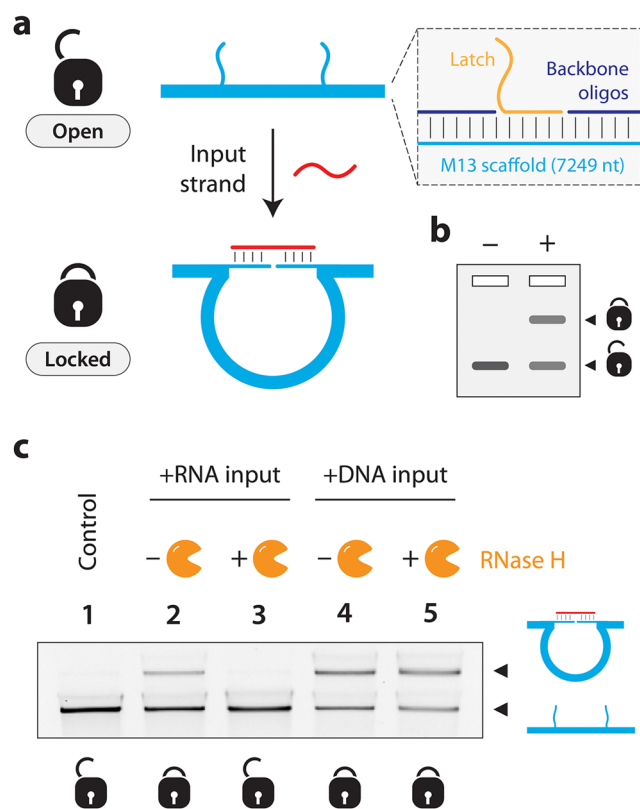 a
Open
Latch
Backbone
oligos
M13 scaffold (7249 nt)
Input
strand
Locked
b
− +
c
Control
+RNA input
+DNA input
− + − + RNase H
1 2 3 4 5